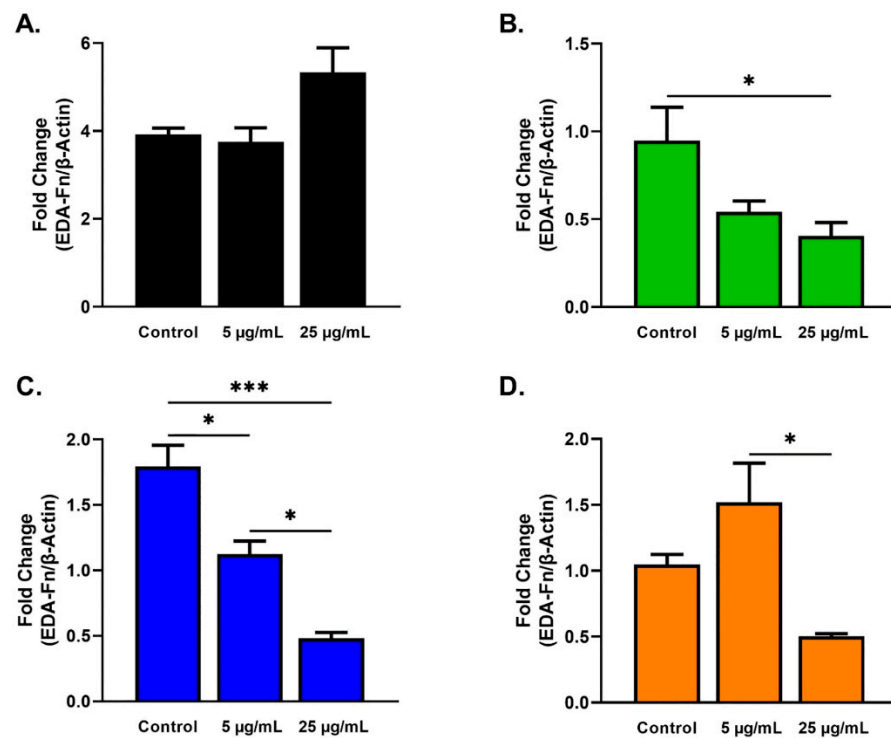 A.
Fold Change
(EDA-Fn/β-Actin)
6
4
2
0
Control 5 µg/mL 25 µg/mL
B.
Fold Change
(EDA-Fn/β-Actin)
1.5
1.0
0.5
0.0
*
Control 5 µg/mL 25 µg/mL
C.
Fold Change
(EDA-Fn/β-Actin)
2.0
1.5
1.0
0.5
0.0
***
*
*
Control 5 µg/mL 25 µg/mL
D.
Fold Change
(EDA-Fn/β-Actin)
2.0
1.5
1.0
0.5
0.0
*
Control 5 µg/mL 25 µg/mL